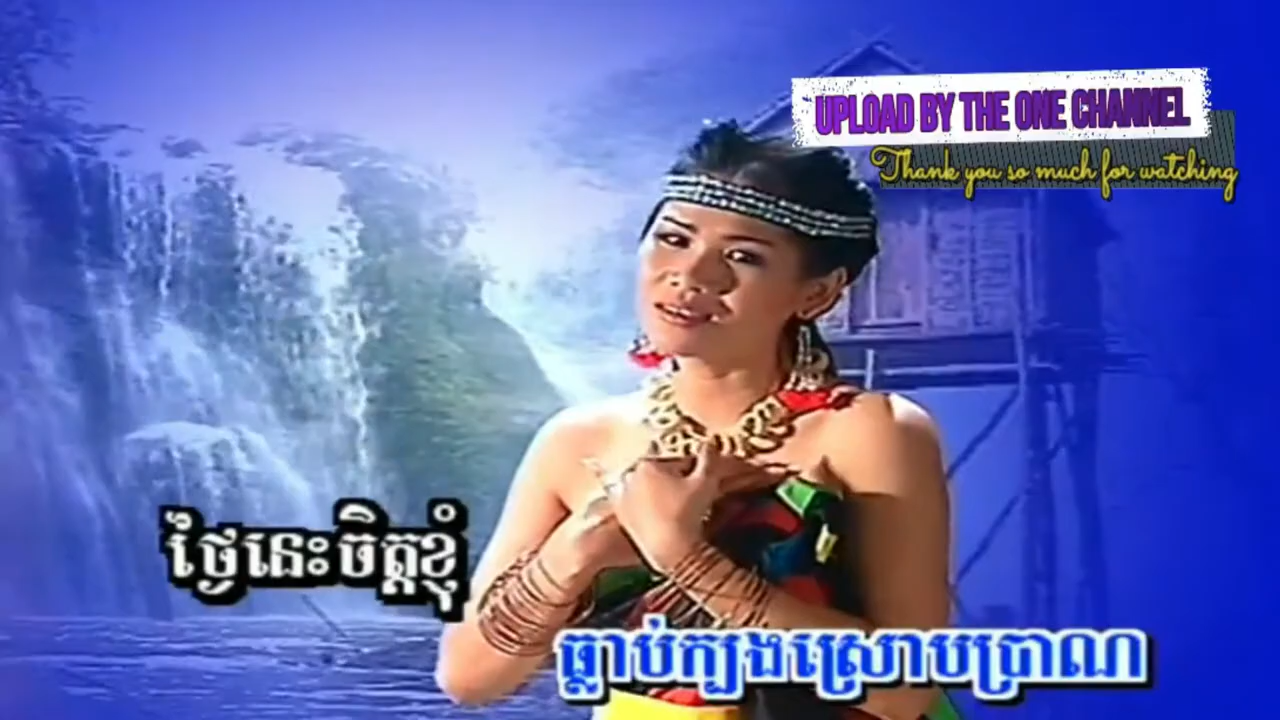 UPLOAD BY THE ONE CHANNEL
Thank you so much for watching
ថ្ងៃនេះចិត្តខ្ញុំ
ធ្លាប់ក្បងស្រោបប្រាណ